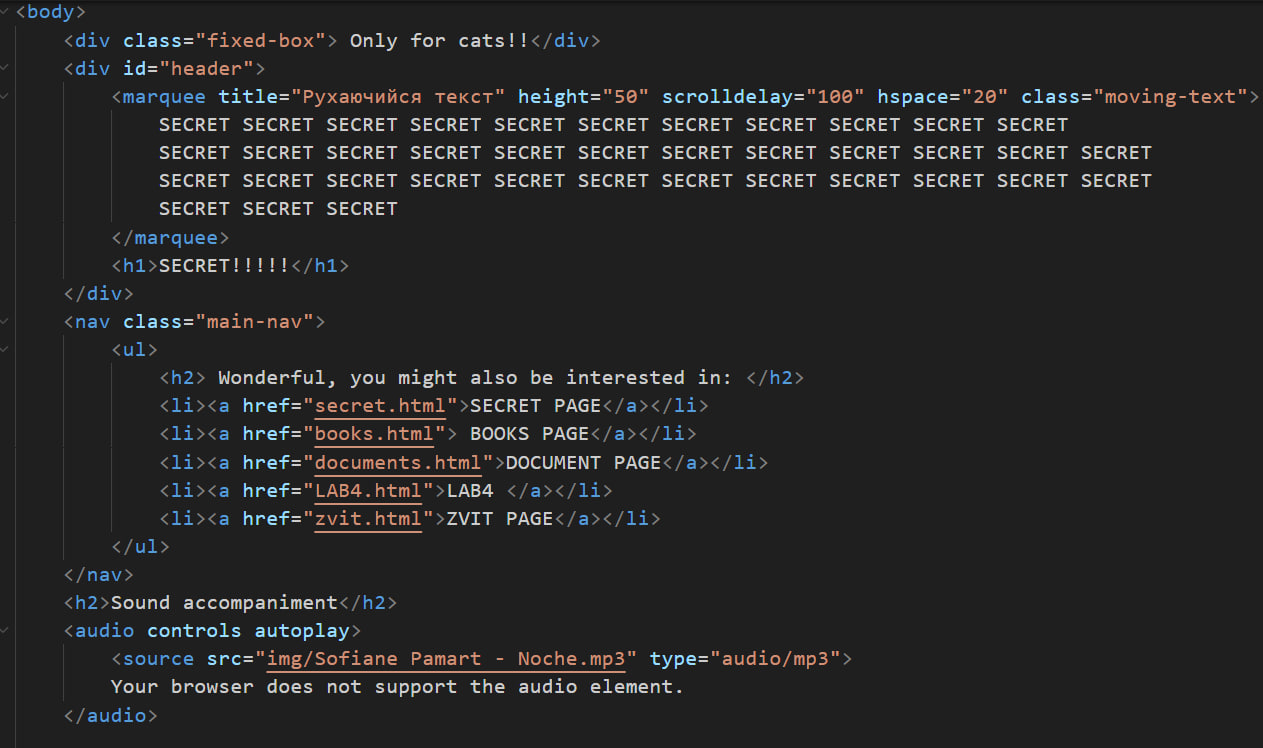 <body>
<div class="fixed-box"> Only for cats!!</div>
<div id="header">
<marquee title="Рухаючийся текст" height="50" scrolldelay="100" hspace="20" class="moving-text">
SECRET SECRET SECRET SECRET SECRET SECRET SECRET SECRET SECRET SECRET SECRET
SECRET SECRET SECRET SECRET SECRET SECRET SECRET SECRET SECRET SECRET SECRET SECRET
SECRET SECRET SECRET SECRET SECRET SECRET SECRET SECRET SECRET SECRET SECRET SECRET
SECRET SECRET SECRET
</marquee>
<h1>SECRET!!!!!</h1>
</div>
<nav class="main-nav">
<ul>
<h2> Wonderful, you might also be interested in: </h2>
<li><a href="secret.html">SECRET PAGE</a></li>
<li><a href="books.html"> BOOKS PAGE</a></li>
<li><a href="documents.html">DOCUMENT PAGE</a></li>
<li><a href="LAB4.html">LAB4 </a></li>
<li><a href="zvit.html">ZVIT PAGE</a></li>
</ul>
</nav>
<h2>Sound accompaniment</h2>
<audio controls autoplay>
<source src="img/Sofiane Pamart - Noche.mp3" type="audio/mp3">
Your browser does not support the audio element.
</audio>